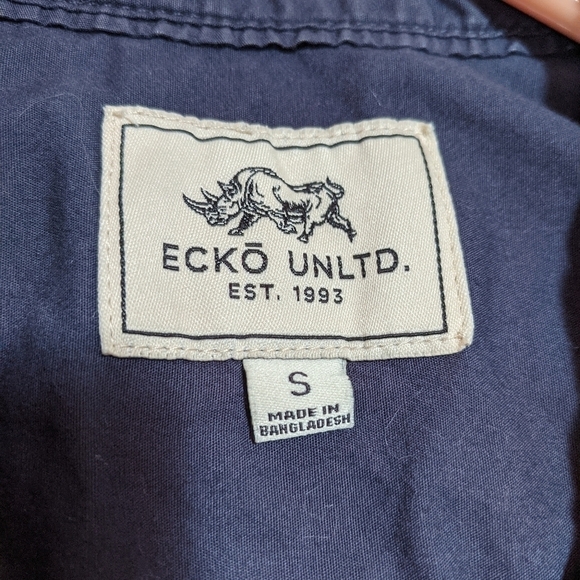 ECKŌ UNLTD.
EST. 1993
S
MADE IN
BANGLADESH